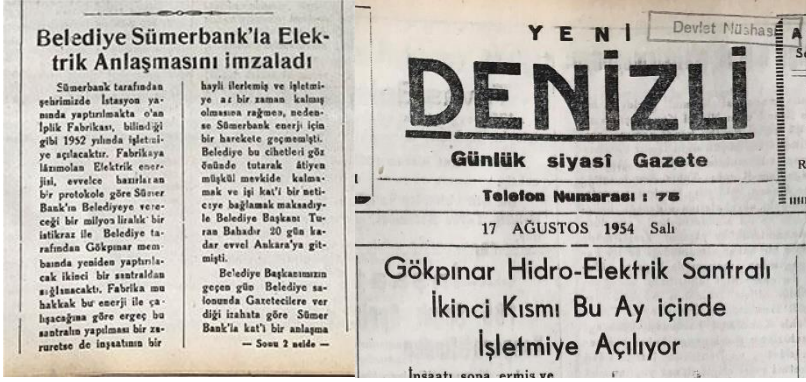 Belediye Sümerbank'la Elek-
trik Anlaşmasını imzaladı
Sümerbank tarafından
şehrimizde İstasyon ya-
nında yaptırılmakta o'an
İplik Fabrikası, bilindiği
gibi 1952 yılında işletmi-
ye açılacaktır. Fabrikaya
lâzımolan Elektrik ener-
jisi, evvelce hazırlanan
bir protokole göre Sümer
Bank'ın Belediyeye vere-
ceği bir milyon liralık bir
istikraz ile Belediye ta-
rafından Gökpınar mem-
baında yeniden yaptırıla-
cak ikinci bir santraldan
sağlanacaktı. Fabrika mu
hakkak bu enerji ile ça-
lışacağına göre ergeç bu
santralın yapılması bir za-
ruretse de inşaatının bir
hayli ilerlemiş ve işletmi-
ye az bir zaman kalmış
olmasına rağmen, neden-
se Sümerbank enerji için
bir harekete geçmemişti.
Belediye bu cihetleri göz
önünde tutarak âtiyen
müşkül mevkide kalma-
mak ve işi kat'î bir neti-
ceye bağlamak maksadiy-
le Belediye Başkanı Tu-
ran Bahadır 20 gün ka-
dar evvel Ankara'ya git-
mişti.
Belediye Başkanımızın
geçen gün Belediye sa-
lonunda Gazetecilere ver
diği izahata göre Sümer
Bank'la kat'î bir anlaşma
— Sonu 2 nclde —
YENİ
Devlet Nüshası
DENİZLİ
Günlük siyasî Gazete
Telefon Numarası : 75
17 AĞUSTOS 1954 Salı
Gökpınar Hidro-Elektrik Santralı
İkinci Kısmı Bu Ay içinde
İşletmiye Açılıyor
İnşaatı sona ermiş ve